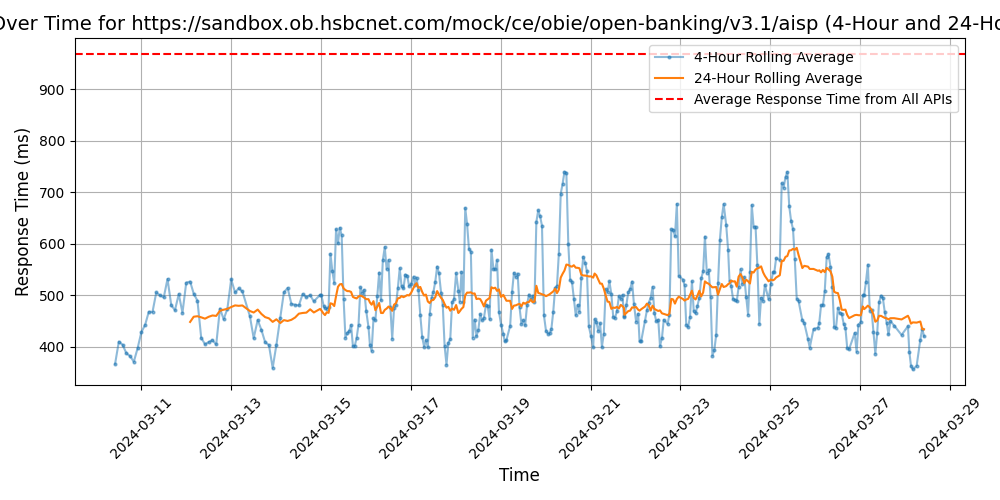 Over Time for https://sandbox.ob.hsbcnet.com/mock/ce/obie/open-banking/v3.1/aisp (4-Hour and 24-Ho
4-Hour Rolling Average
24-Hour Rolling Average
Average Response Time from All APIs
Response Time (ms)
900
800
700
600
500
400
2024-03-11
2024-03-13
2024-03-15
2024-03-17
2024-03-19
2024-03-21
2024-03-23
2024-03-25
2024-03-27
2024-03-29
Time